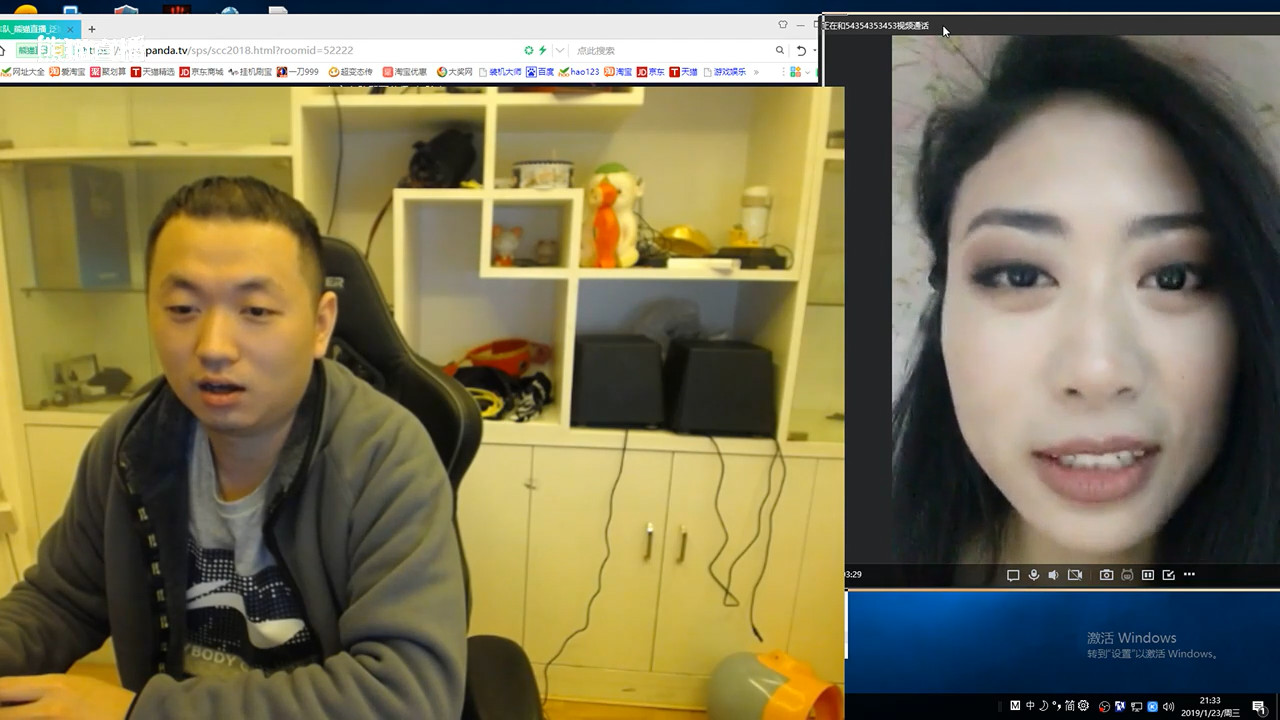 队_熊猫直播_泛
panda.tv/sps/scc2018.html?roomid=52222
点此搜索
网址大全
爱淘宝
聚划算
天猫精选
京东商城
挂机刷宝
一刀999
超变态传
淘宝优惠
大奖网
装机大师
百度
hao123
淘宝
京东
天猫
游戏娱乐
正在和54354353453视频通话
3:29
激活 Windows
转到"设置"以激活 Windows。
中
简
21:33
2019/1/23/周三